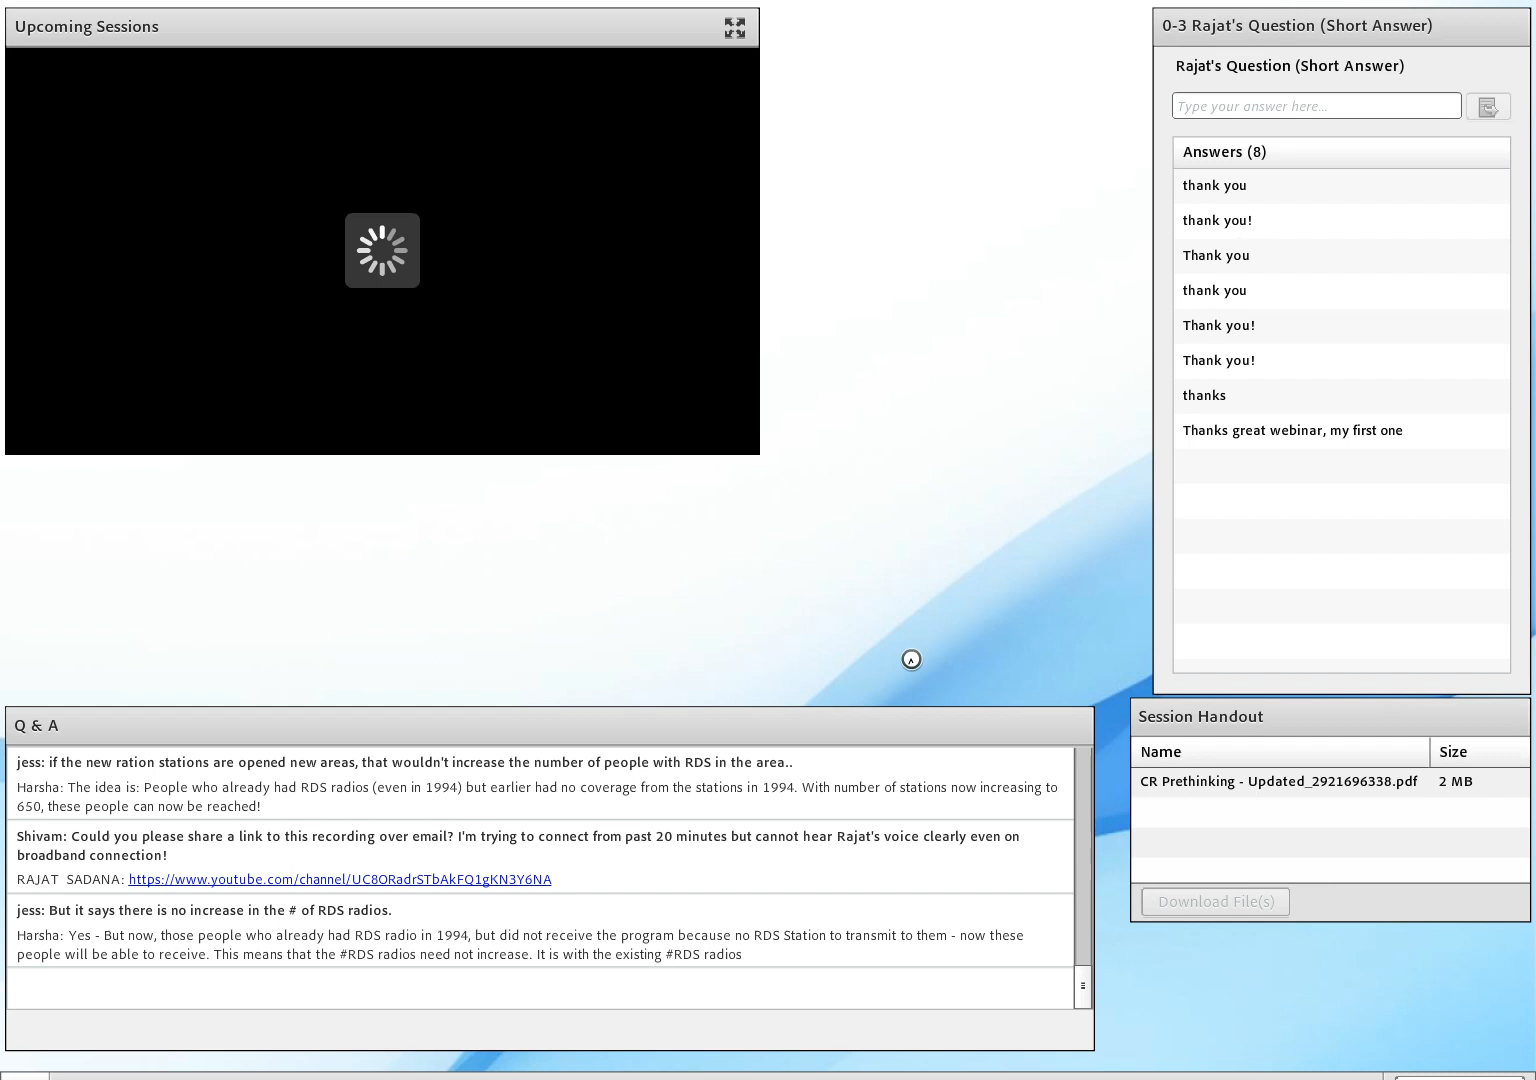 Upcoming Sessions
0-3 Rajat's Question (Short Answer)
Rajat's Question (Short Answer)
Type your answer here...
Answers (8)
thank you
thank you!
Thank you
thank you
Thank you!
Thank you!
thanks
Thanks great webinar, my first one
Q & A
jess: if the new ration stations are opened new areas, that wouldn't increase the number of people with RDS in the area..
Harsha: The idea is: People who already had RDS radios (even in 1994) but earlier had no coverage from the stations in 1994. With number of stations now increasing to
650, these people can now be reached!
Shivam: Could you please share a link to this recording over email? I'm trying to connect from past 20 minutes but cannot hear Rajat's voice clearly even on
broadband connection!
RAJAT SADANA: https://www.youtube.com/channel/UC8ORadrSTbAkFQ1gKN3Y6NA
jess: But it says there is no increase in the # of RDS radios.
Harsha: Yes - But now, those people who already had RDS radio in 1994, but did not receive the program because no RDS Station to transmit to them - now these
people will be able to receive. This means that the #RDS radios need not increase. It is with the existing #RDS radios
Session Handout
Name Size
CR Prethinking - Updated_2921696338.pdf 2 MB
Download File(s)